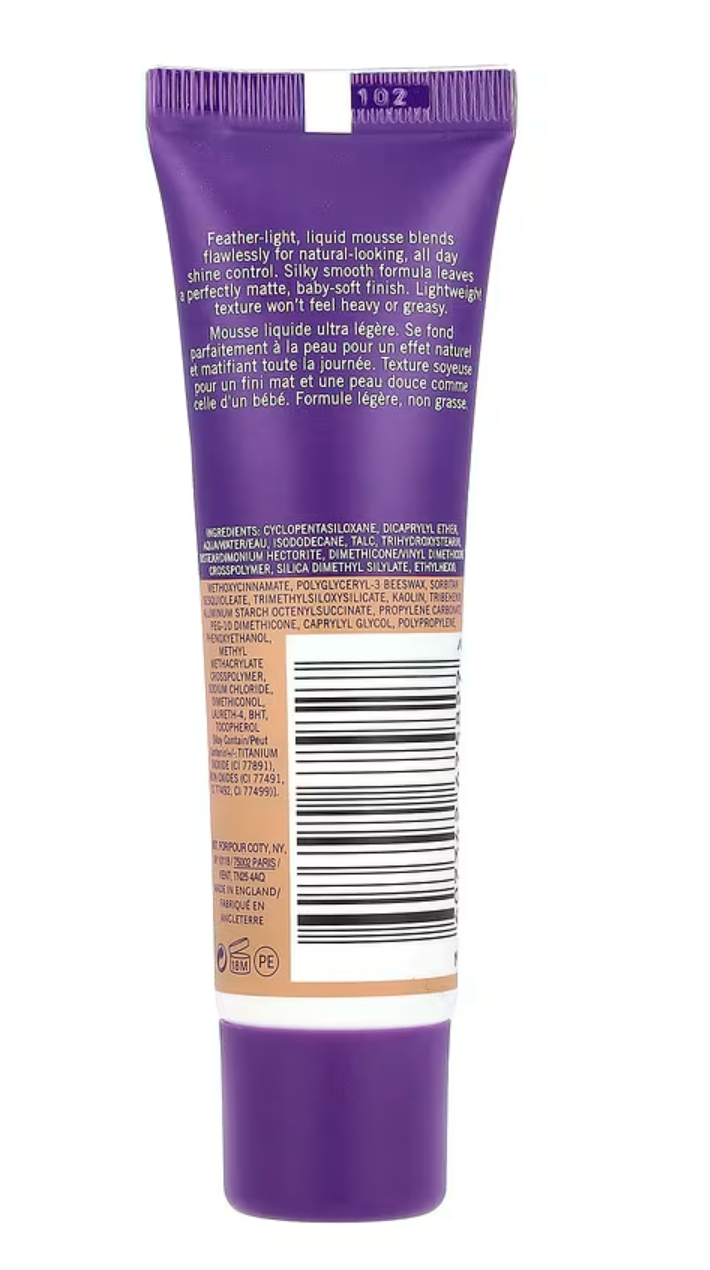 102
Feather-light, liquid mousse blends
flawlessly for natural-looking, all day
shine control. Silky smooth formula leaves
a perfectly matte, baby-soft finish. Lightweight
texture won't feel heavy or greasy.
Mousse liquide ultra légère. Se fond
parfaitement à la peau pour un effet naturel
et matifiant toute la journée. Texture soyeuse
pour un fini mat et une peau douce comme
celle d'un bébé. Formule légère, non grasse.
INGREDIENTS: CYCLOPENTASILOXANE, DICAPRYLYL ETHER,
AQUA/WATER/EAU, ISODODECANE, TALC, TRIHYDROXYSTEARIN,
DISTEARDIMONIUM HECTORITE, DIMETHICONE/VINYL DIMETHICONE
CROSSPOLYMER, SILICA DIMETHYL SILYLATE, ETHYLHEXYL
METHOXYCINNAMATE, POLYGLYCERYL-3 BEESWAX, SORBITAN
SESQUIOLEATE, TRIMETHYLSILOXYSILICATE, KAOLIN, TRIBEHENIN,
ALUMINIUM STARCH OCTENYLSUCCINATE, PROPYLENE CARBONATE,
PEG-10 DIMETHICONE, CAPRYLYL GLYCOL, POLYPROPYLENE,
PHENOXYETHANOL,
METHYL
METHACRYLATE
CROSSPOLYMER,
SODIUM CHLORIDE,
DIMETHICONOL,
LAURETH-4, BHT,
TOCOPHEROL
[May Contain/Peut
Contenir/+/-: TITANIUM
DIOXIDE (CI 77891),
IRON OXIDES (CI 77491,
CI 77492, CI 77499)].
FOR/POUR COTY, NY,
NY 10118 / 75002 PARIS /
KENT, TN25 4AQ
MADE IN ENGLAND/
FABRIQUÉ EN
ANGLETERRE
18M PE